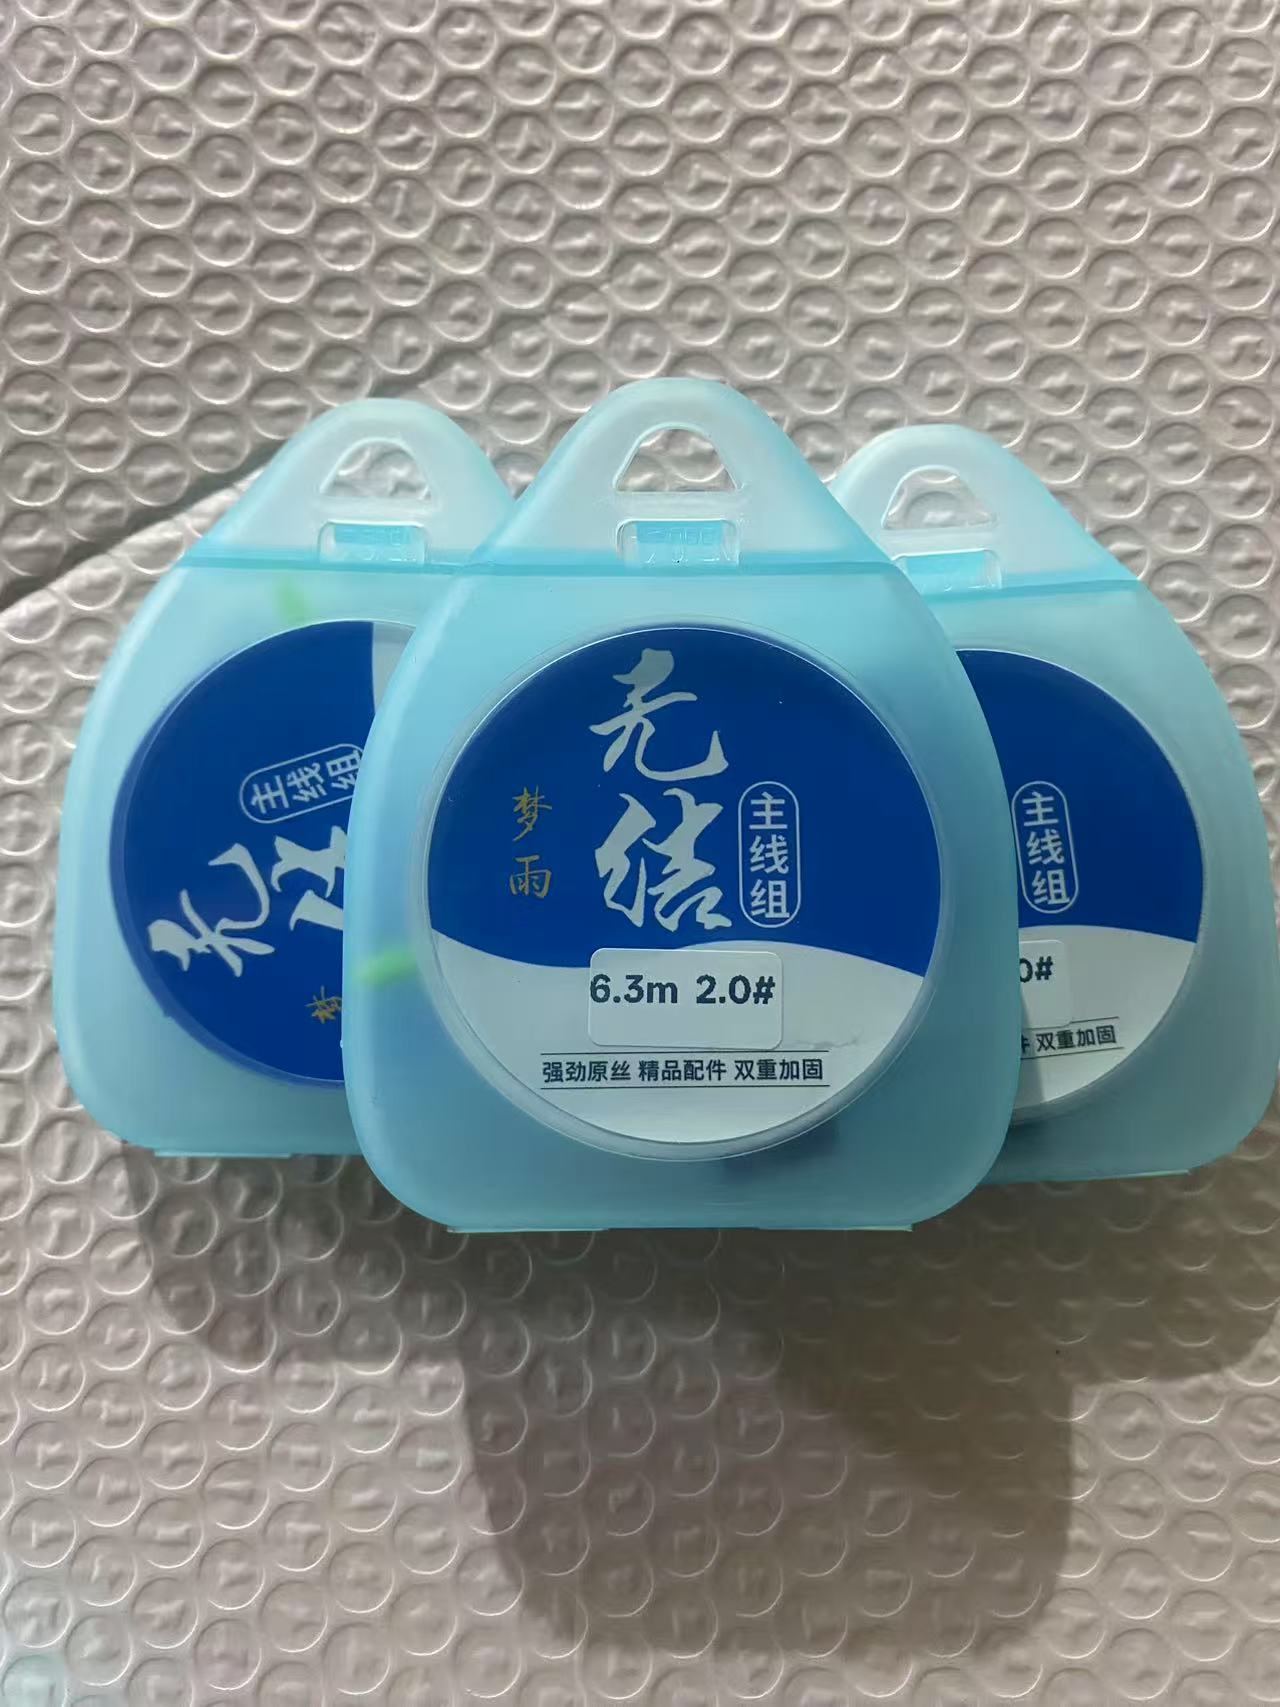 无结
梦雨
主线组
6.3m 2.0#
强劲原丝 精品配件 双重加固
主线组
无
梦
主线组
0#
双重加固